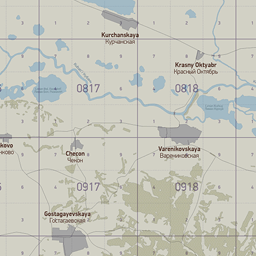 Kurchanskaya
Курчанская
Krasny Oktyabr
Красный Октябрь
0817
0818
Varenikovskaya
Варениковская
Checon
Чекон
0917
0918
Gostagayevskaya
Гостагаевская